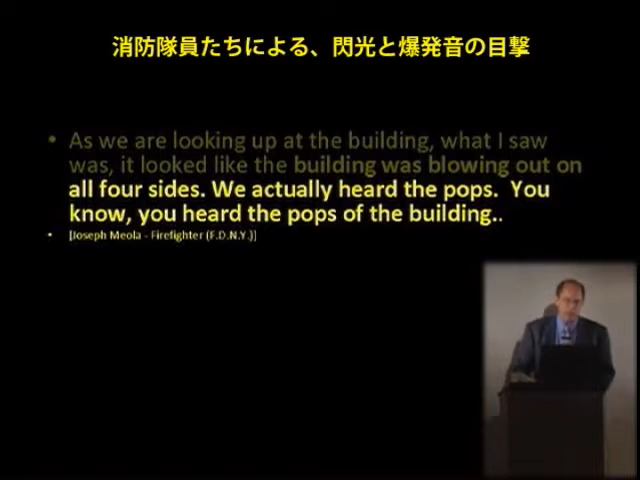 消防隊員たちによる、閃光と爆発音の目撃
• As we are looking up at the building, what I saw
was, it looked like the building was blowing out on
all four sides. We actually heard the pops. You
know, you heard the pops of the building..
• [Joseph Meola - Firefighter (F.D.N.Y.)]